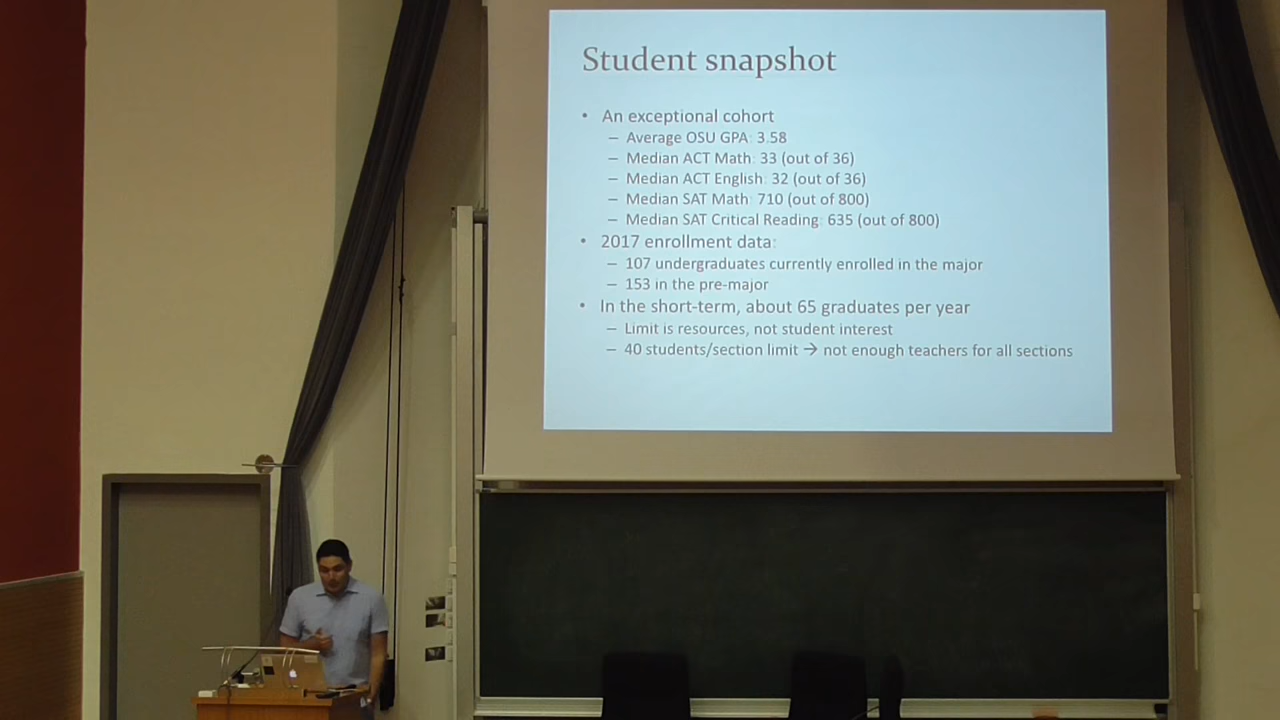 Student snapshot
• An exceptional cohort
– Average OSU GPA: 3.58
– Median ACT Math: 33 (out of 36)
– Median ACT English: 32 (out of 36)
– Median SAT Math: 710 (out of 800)
– Median SAT Critical Reading: 635 (out of 800)
• 2017 enrollment data:
– 107 undergraduates currently enrolled in the major
– 153 in the pre-major
• In the short-term, about 65 graduates per year
– Limit is resources, not student interest
– 40 students/section limit → not enough teachers for all sections